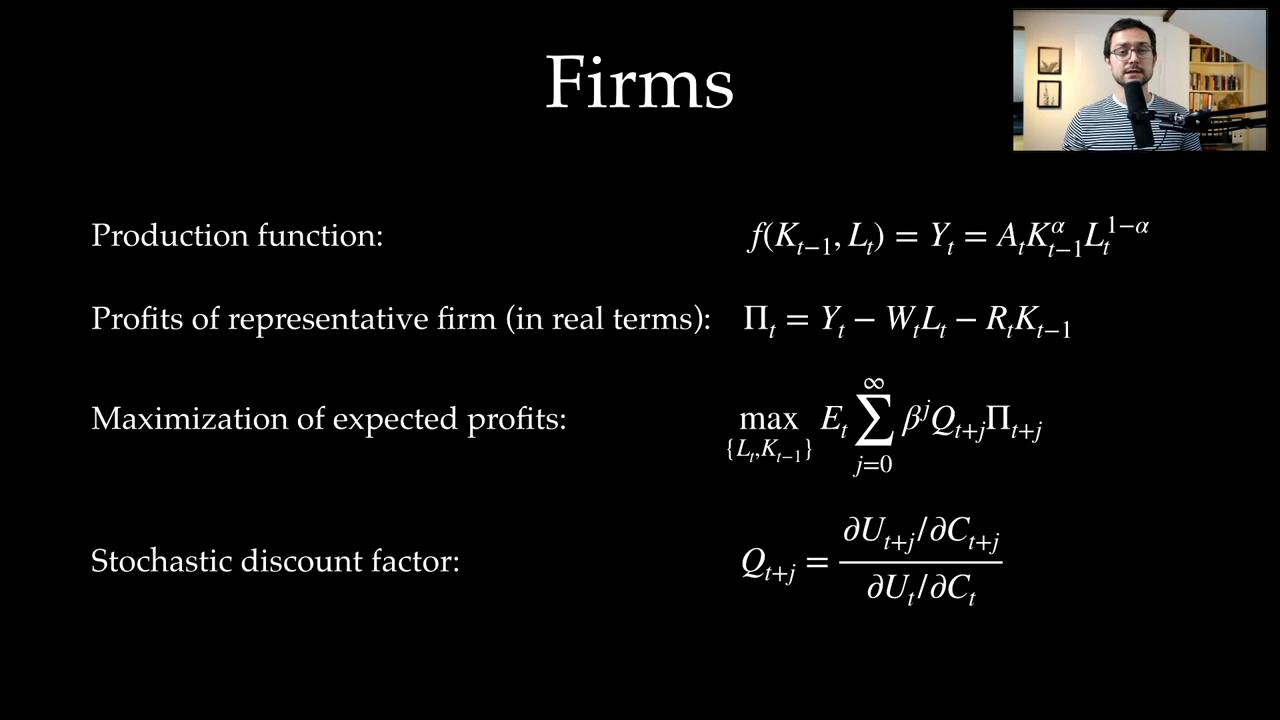 Firms
Production function: f(K_{t−1}, L_t) = Y_t = A_t K_{t−1}^α L_t^{1−α}
Profits of representative firm (in real terms): Π_t = Y_t − W_t L_t − R_t K_{t−1}
Maximization of expected profits: max_{{L_t, K_{t−1}}} E_t ∑_{j=0}^∞ β^j Q_{t+j} Π_{t+j}
Stochastic discount factor: Q_{t+j} = (∂U_{t+j}/∂C_{t+j}) / (∂U_t/∂C_t)